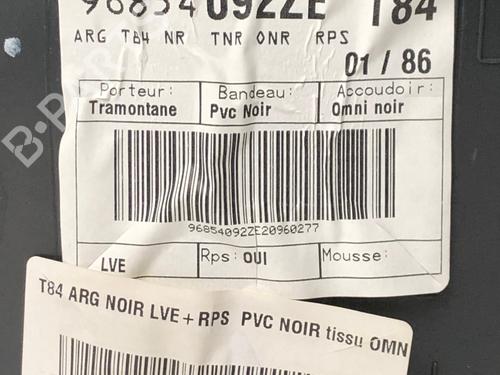 96854092ZE T84
ARG T84 NR TNR ONR RPS
01 / 86
Porteur: Bandeau: Accoudoir:
Tramontane Pvc Noir Omni noir
96854092ZE20960277
LVE Rps: OUI Mousse:
T84 ARG NOIR LVE+RPS PVC NOIR tissu OMN